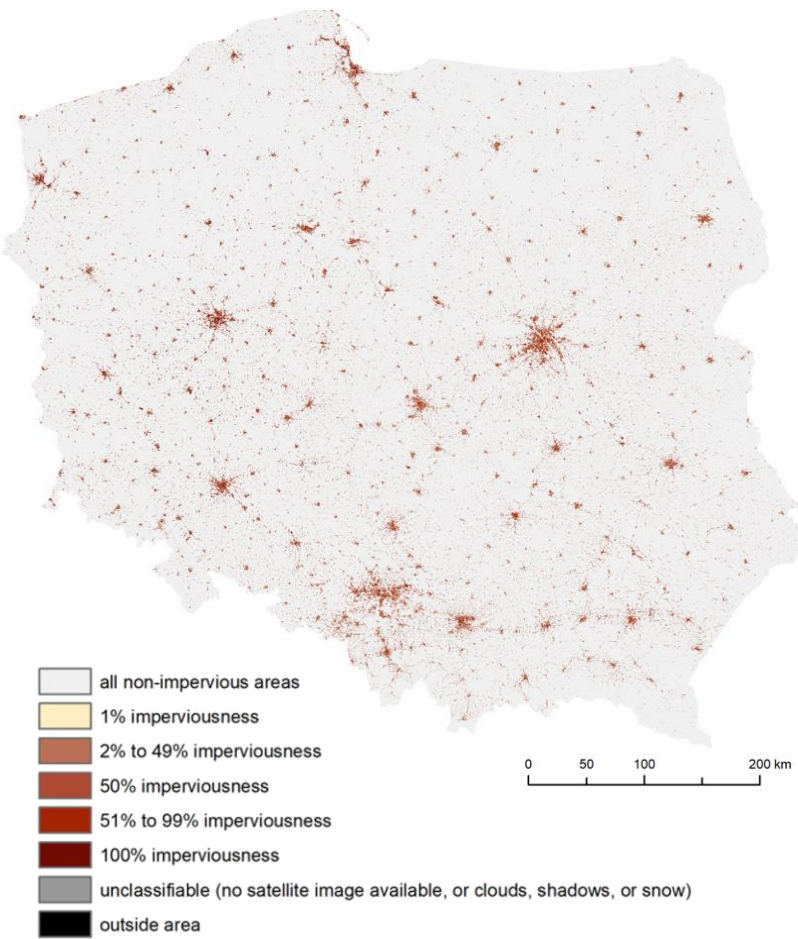 all non-impervious areas
1% imperviousness
2% to 49% imperviousness
50% imperviousness
51% to 99% imperviousness
100% imperviousness
unclassifiable (no satellite image available, or clouds, shadows, or snow)
outside area
0 50 100 200 km